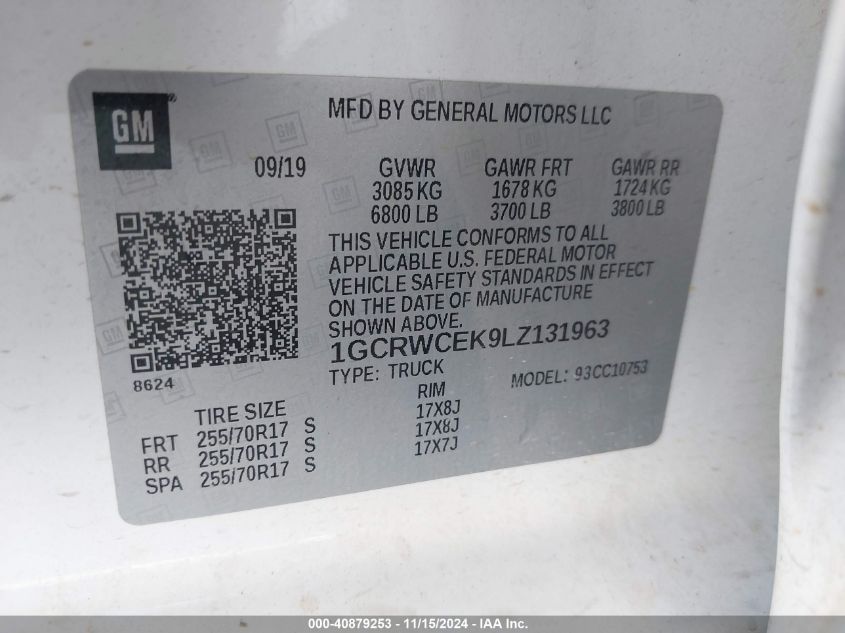 GM®
MFD BY GENERAL MOTORS LLC
09/19 GVWR GAWR FRT GAWR RR
3085 KG 1678 KG 1724 KG
6800 LB 3700 LB 3800 LB
THIS VEHICLE CONFORMS TO ALL
APPLICABLE U.S. FEDERAL MOTOR
VEHICLE SAFETY STANDARDS IN EFFECT
ON THE DATE OF MANUFACTURE
SHOWN ABOVE.
1GCRWCEK9LZ131963
8624
TYPE: TRUCK MODEL: 93CC10753
TIRE SIZE RIM
FRT 255/70R17 S 17X8J
RR 255/70R17 S 17X8J
SPA 255/70R17 S 17X7J
000-40879253 - 11/15/2024 - IAA Inc.